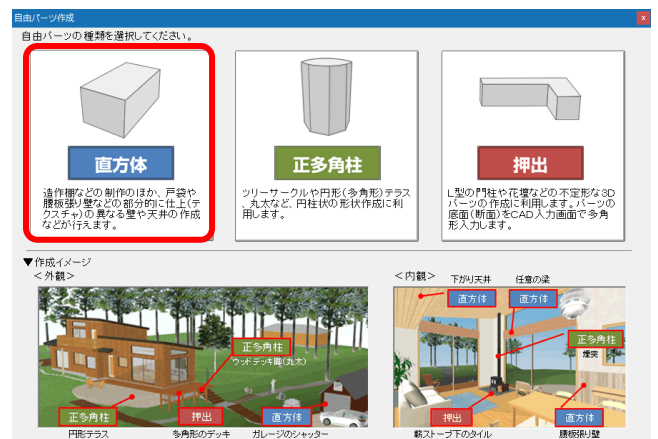 自由パーツ作成
x
自由パーツの種類を選択してください。
直方体
造作棚などの制作のほか、戸袋や
腰板張り壁などの部分的に仕上(テ
クスチャ)の異なる壁や天井の作成
などが行えます。
正多角柱
ツリーサークルや円形(多角形)テラス
、丸太など、円柱状の形状作成に利
用します。
押出
L型の門柱や花壇などの不定形な3D
パーツの作成に利用します。パーツの
底面(断面)をCAD入力画面で多角
形入力します。
▼作成イメージ
<外観>
正多角柱
ウッドデッキ脚(丸太)
正多角柱
押出
直方体
円形テラス
多角形のデッキ
ガレージのシャッター
<内観>
下がり天井
任意の梁
直方体
直方体
正多角柱
煙突
押出
直方体
薪ストーブ下のタイル
腰板張り壁